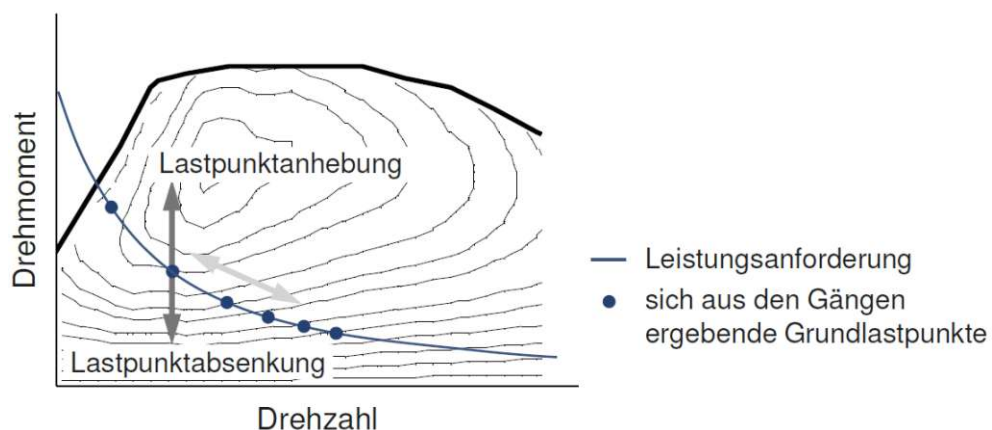 Drehmoment
Lastpunktanhebung
Lastpunktabsenkung
Drehzahl
Leistungsanforderung
sich aus den Gängen
ergebende Grundlastpunkte